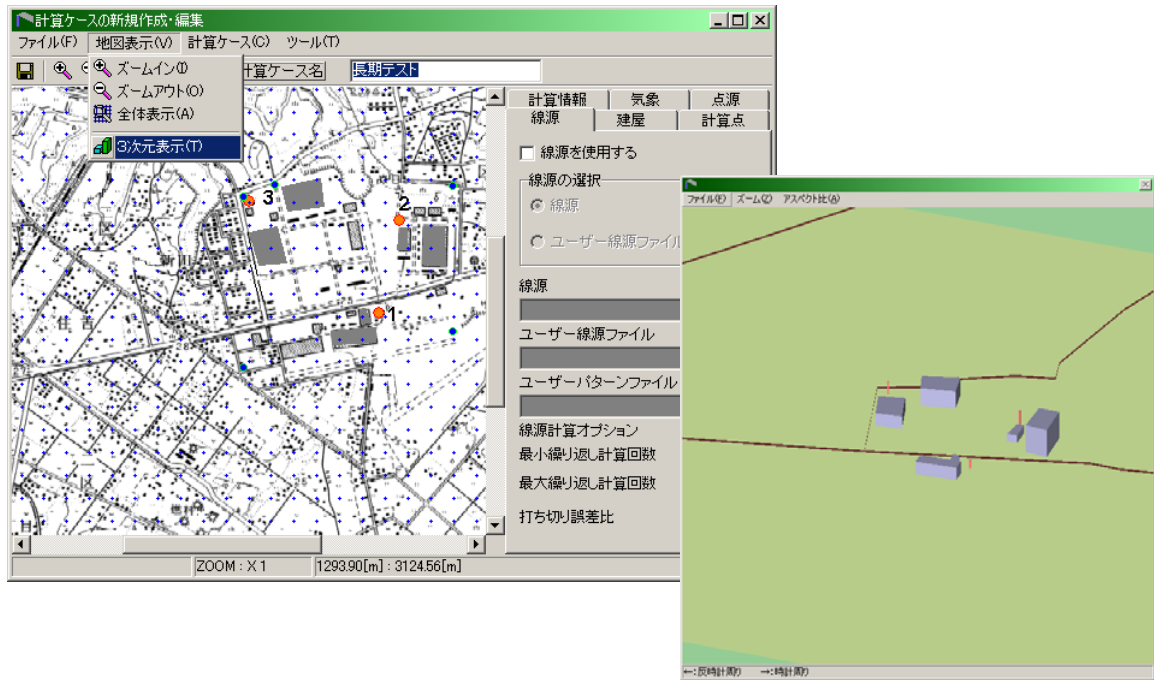 計算ケースの新規作成・編集
ファイル(F) 地図表示(V) 計算ケース(C) ツール(T)
計算ケース名 長期テスト
ズームイン(I)
ズームアウト(O)
全体表示(A)
3次元表示(T)
計算情報 気象 点源
線源 建屋 計算点
線源を使用する
線源の選択
線源
ユーザー線源ファイル
線源
ユーザー線源ファイル
ユーザーパターンファイル
線源計算オプション
最小繰り返し計算回数
最大繰り返し計算回数
打ち切り誤差比
3
2
1
新田
住吉
ZOOM : X 1 1293.90[m] : 3124.56[m]
ファイル(F) ズーム(Z) アスペクト比(A)
←:反時計周り →:時計周り